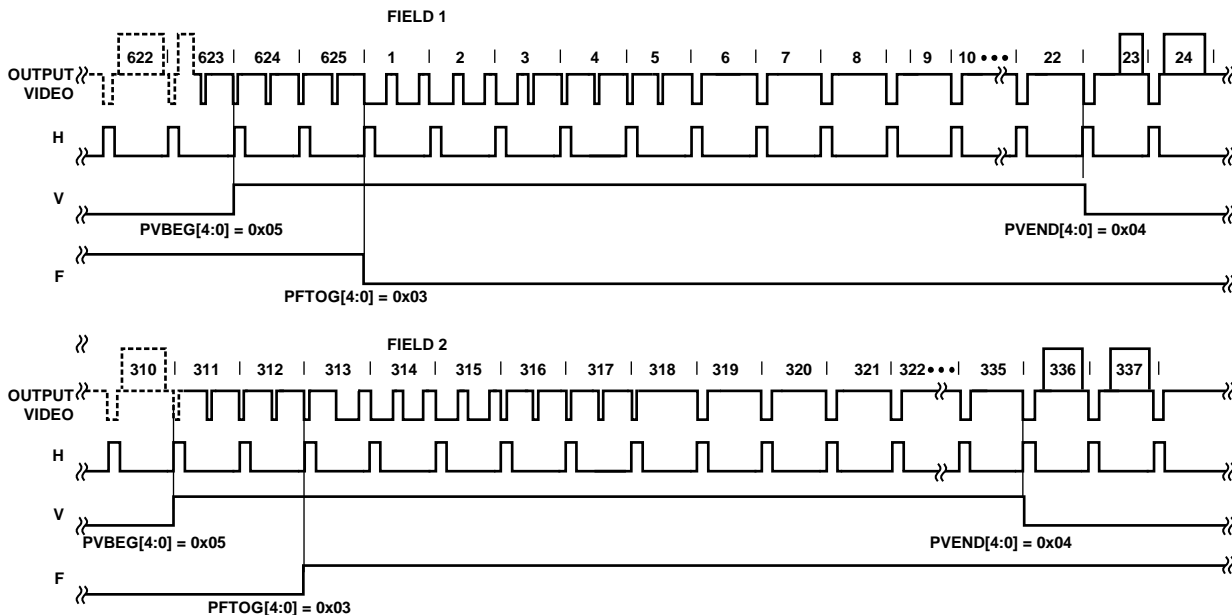 FIELD 1
622 623 624 625 1 2 3 4 5 6 7 8 9 10 ••• 22 23 24
OUTPUT
VIDEO
H
V
PVBEG[4:0] = 0x05 PVEND[4:0] = 0x04
F
PFTOG[4:0] = 0x03
FIELD 2
310 311 312 313 314 315 316 317 318 319 320 321 322 ••• 335 336 337
OUTPUT
VIDEO
H
V
PVBEG[4:0] = 0x05 PVEND[4:0] = 0x04
F
PFTOG[4:0] = 0x03